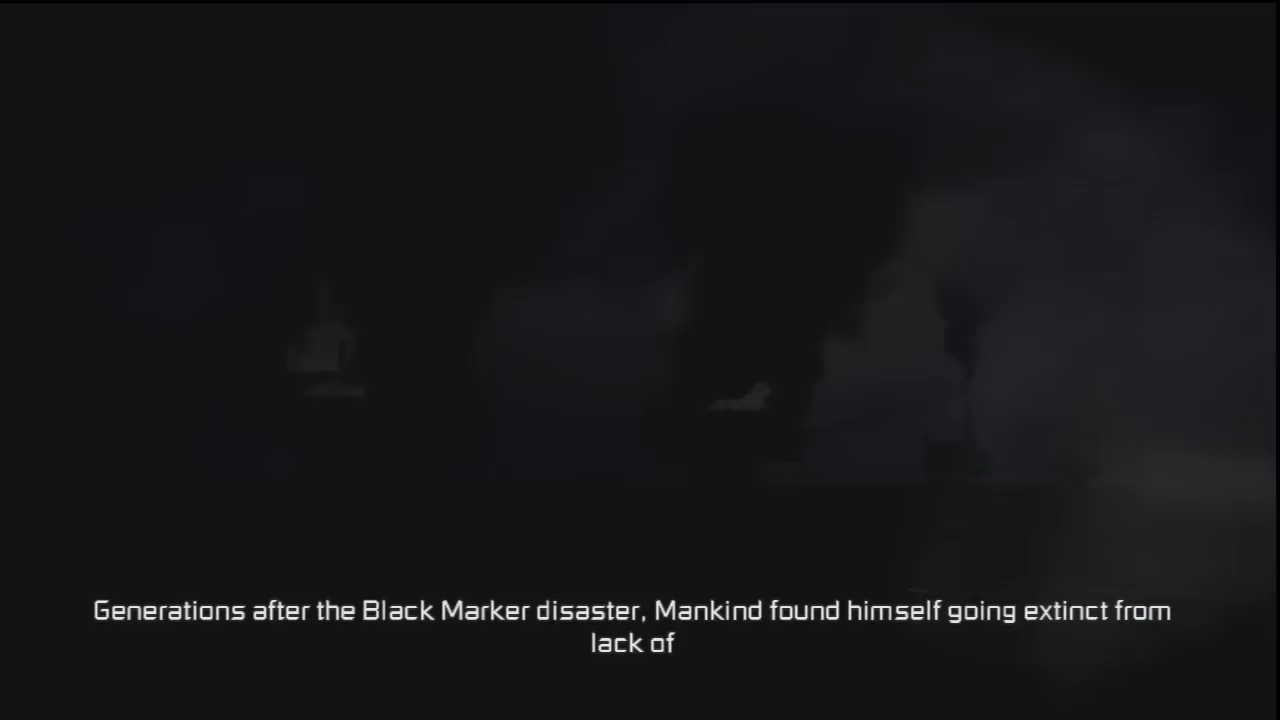 Generations after the Black Marker disaster, Mankind found himself going extinct from
lack of